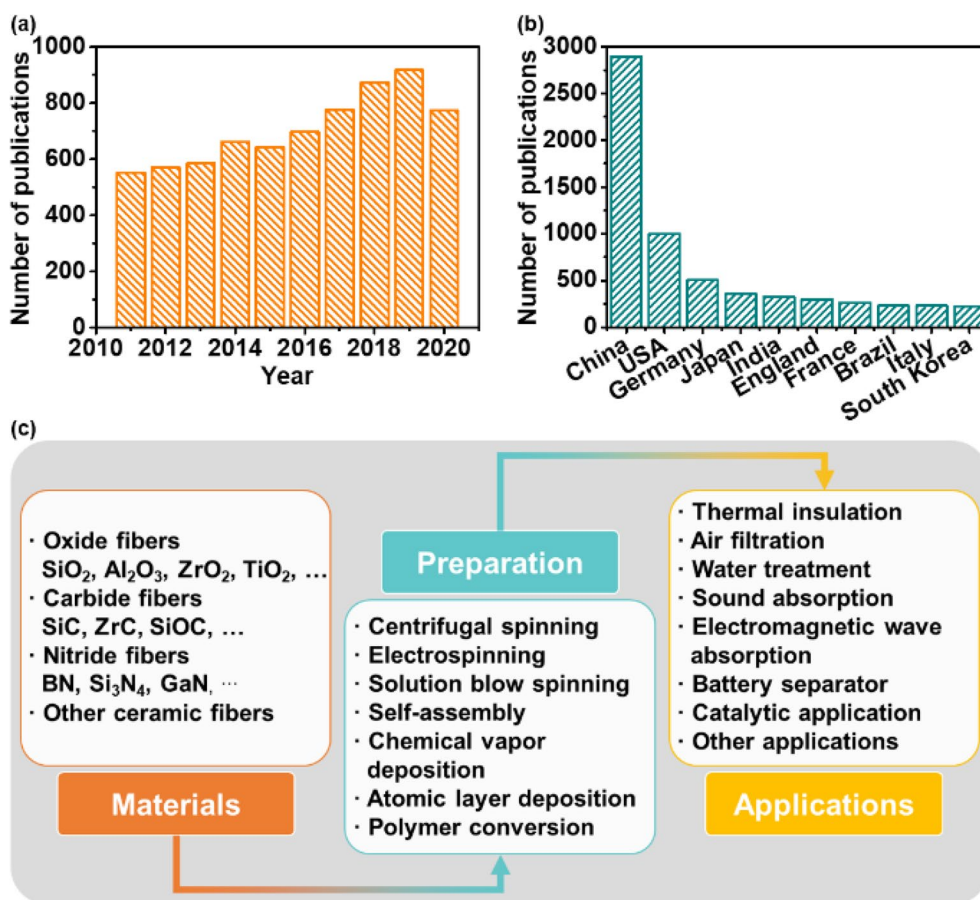 (a)
Number of publications
1000
800
600
400
200
0
2010 2012 2014 2016 2018 2020
Year
(b)
Number of publications
3000
2500
2000
1500
1000
500
0
China
USA
Germany
Japan
India
England
France
Brazil
Italy
South Korea
(c)
· Oxide fibers
SiO₂, Al₂O₃, ZrO₂, TiO₂, ...
· Carbide fibers
SiC, ZrC, SiOC, ...
· Nitride fibers
BN, Si₃N₄, GaN, ...
· Other ceramic fibers
Materials
Preparation
· Centrifugal spinning
· Electrospinning
· Solution blow spinning
· Self-assembly
· Chemical vapor
deposition
· Atomic layer deposition
· Polymer conversion
· Thermal insulation
· Air filtration
· Water treatment
· Sound absorption
· Electromagnetic wave
absorption
· Battery separator
· Catalytic application
· Other applications
Applications